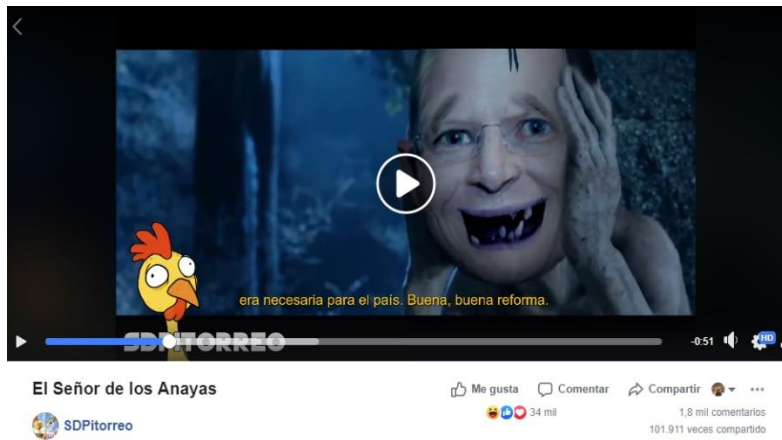 era necesaria para el país. Buena, buena reforma.
SDPITORREO
-0:51
HD
El Señor de los Anayas
Me gusta Comentar Compartir
34 mil 1,8 mil comentarios
SDPitorreo 101.911 veces compartido